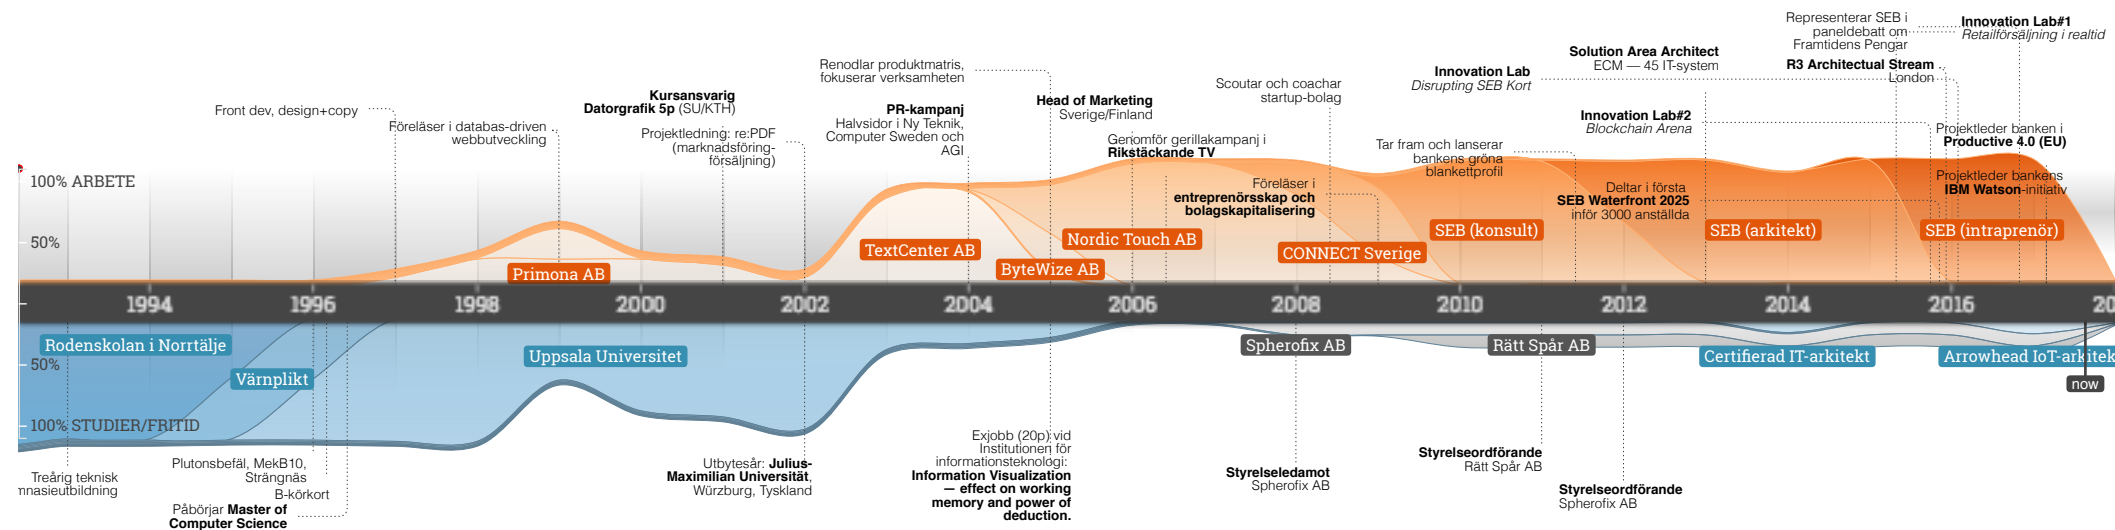 Representerar SEB i
paneldebatt om
Framtidens Pengar
Innovation Lab#1
Retailförsäljning i realtid
Solution Area Architect
ECM — 45 IT-system
R3 Architectual Stream
London
Innovation Lab
Disrupting SEB Kort
Renodlar produktmatris,
fokuserar verksamheten
Scoutar och coachar
startup-bolag
Kursansvarig
Datorgrafik 5p (SU/KTH)
Front dev, design+copy
PR-kampanj
Halvsidor i Ny Teknik,
Computer Sweden och
AGI
Head of Marketing
Sverige/Finland
Innovation Lab#2
Blockchain Arena
Föreläser i databas-driven
webbutveckling
Projektledning: re:PDF
(marknadsföring-
försäljning)
Genomför gerillakampanj i
Rikstäckande TV
Tar fram och lanserar
bankens gröna
blankettprofil
Projektleder banken i
Productive 4.0 (EU)
Föreläser i
entreprenörsskap och
bolagskapitalisering
Deltar i första
SEB Waterfront 2025
inför 3000 anställda
Projektleder bankens
IBM Watson-initiativ
100% ARBETE
50%
Primona AB
TextCenter AB
ByteWize AB
Nordic Touch AB
CONNECT Sverige
SEB (konsult)
SEB (arkitekt)
SEB (intraprenör)
1994
1996
1998
2000
2002
2004
2006
2008
2010
2012
2014
2016
20
Rodenskolan i Norrtälje
Värnplikt
Uppsala Universitet
Spherofix AB
Rätt Spår AB
Certifierad IT-arkitekt
Arrowhead IoT-arkitek
now
50%
100% STUDIER/FRITID
Treårig teknisk
mnasieutbildning
Plutonsbefäl, MekB10,
Strängnäs
B-körkort
Påbörjar Master of
Computer Science
Utbytesår: Julius-
Maximilian Universität,
Würzburg, Tyskland
Exjobb (20p) vid
Institutionen för
informationsteknologi:
Information Visualization
— effect on working
memory and power of
deduction.
Styrelseledamot
Spherofix AB
Styrelseordförande
Rätt Spår AB
Styrelseordförande
Spherofix AB